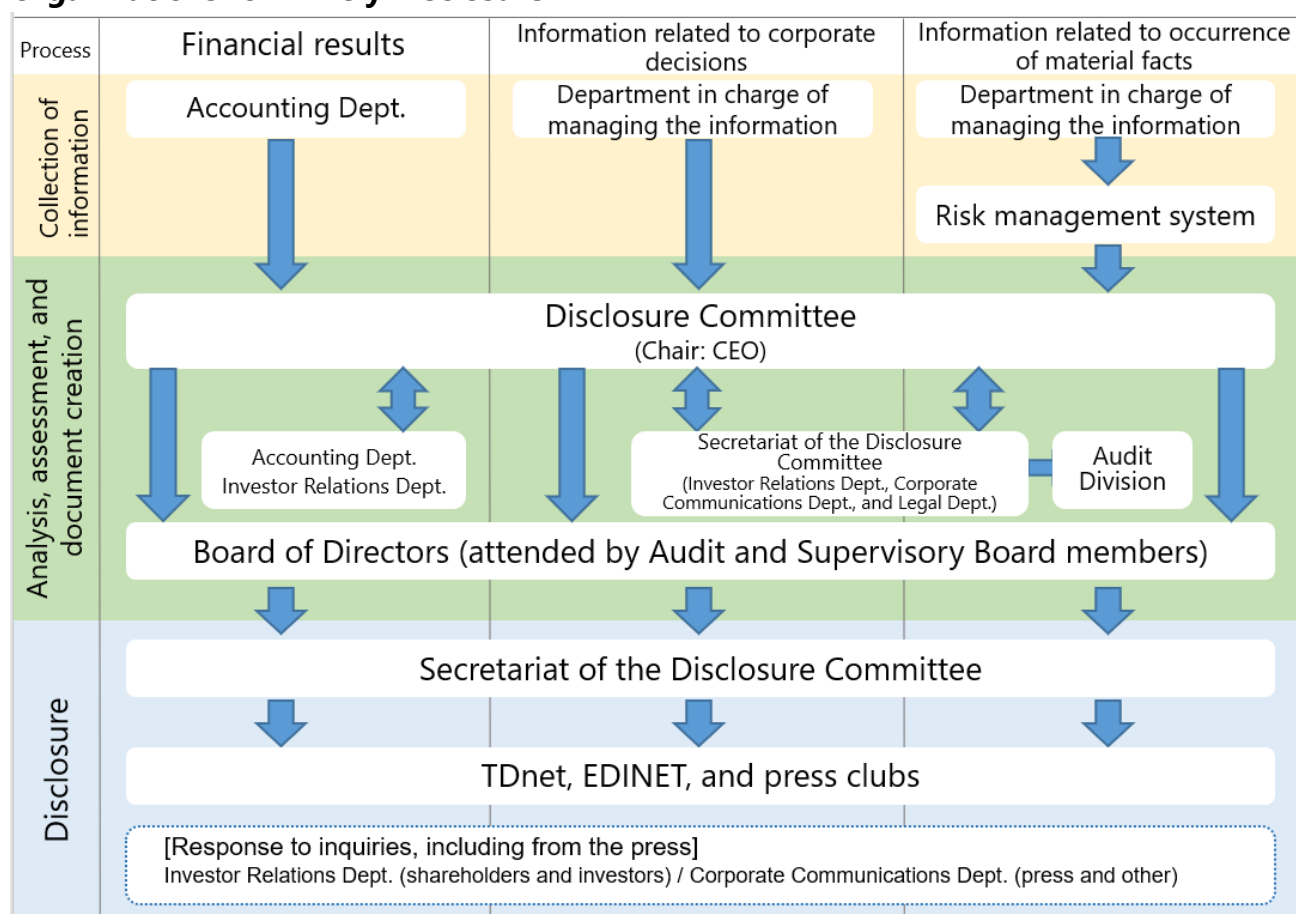 Process
Financial results
Information related to corporate
decisions
Information related to occurrence
of material facts
Collection of
information
Accounting Dept.
Department in charge of
managing the information
Department in charge of
managing the information
Risk management system
Analysis, assessment, and
document creation
Disclosure Committee
(Chair: CEO)
Accounting Dept.
Investor Relations Dept.
Secretariat of the Disclosure
Committee
(Investor Relations Dept., Corporate
Communications Dept., and Legal Dept.)
Audit
Division
Board of Directors (attended by Audit and Supervisory Board members)
Disclosure
Secretariat of the Disclosure Committee
TDnet, EDINET, and press clubs
[Response to inquiries, including from the press]
Investor Relations Dept. (shareholders and investors) / Corporate Communications Dept. (press and other)